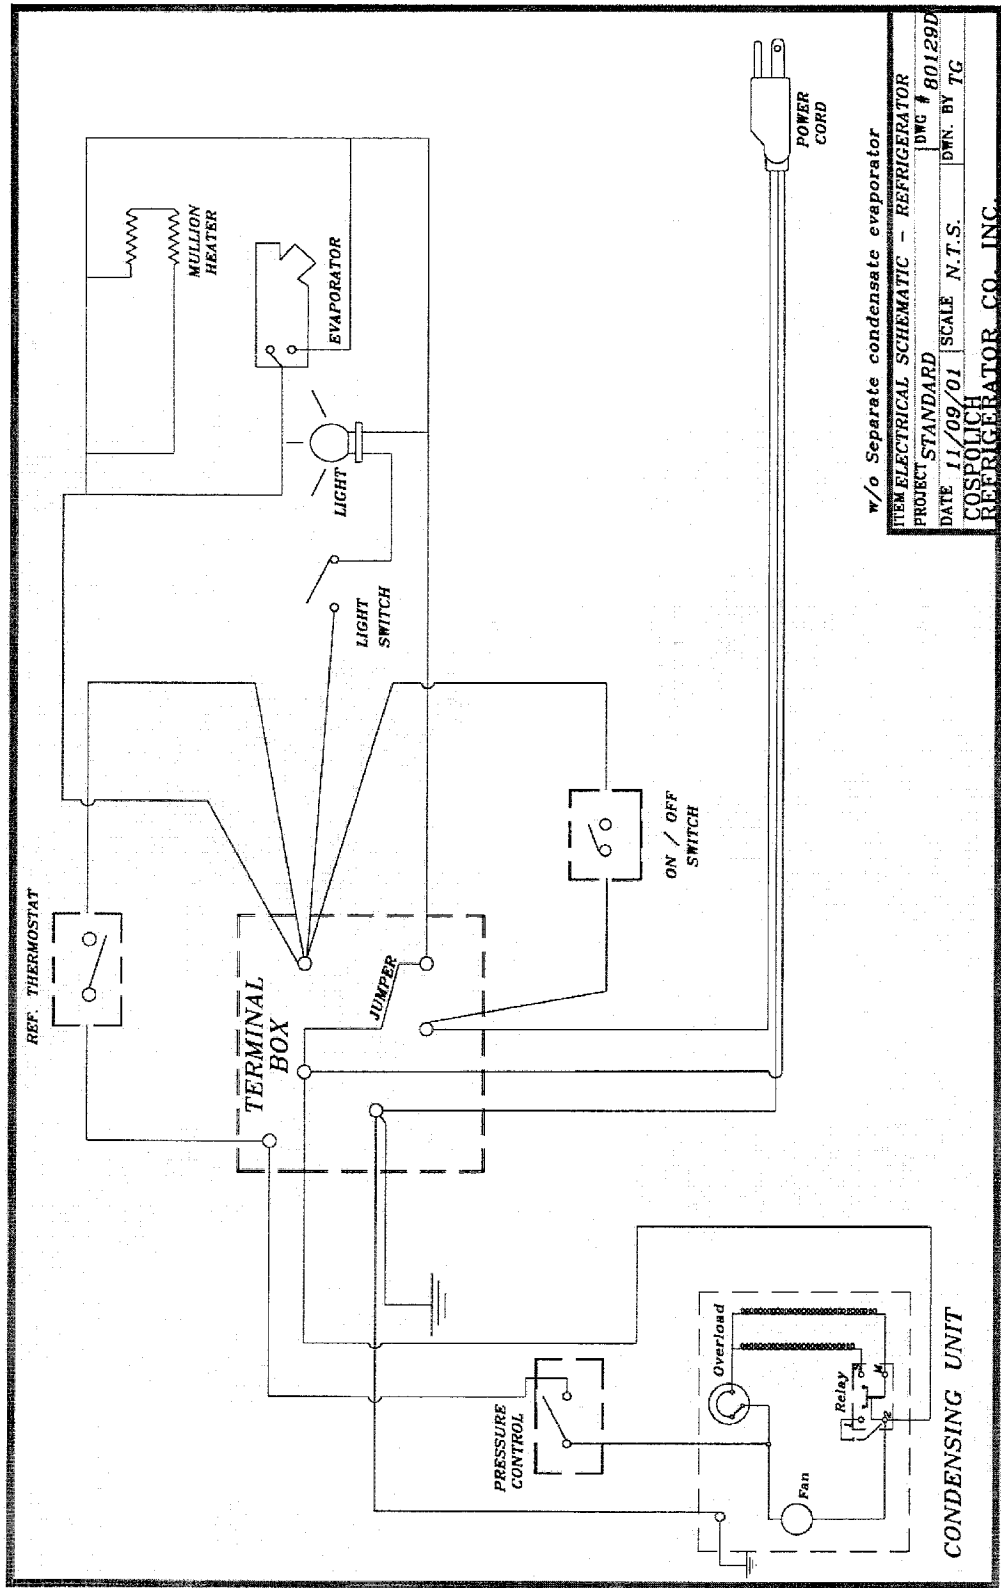 REF. THERMOSTAT
TERMINAL
BOX
JUMPER
MULLION
HEATER
EVAPORATOR
LIGHT
LIGHT
SWITCH
ON / OFF
SWITCH
POWER
CORD
PRESSURE
CONTROL
Overload
Relay
1
S
2
M
Fan
CONDENSING UNIT
w/o Separate condensate evaporator
ITEM ELECTRICAL SCHEMATIC - REFRIGERATOR
PROJECT STANDARD DWG # 80129D
DATE 11/09/01 SCALE N.T.S. DWN. BY TG
COSPOLICH
REFRIGERATOR CO. INC.